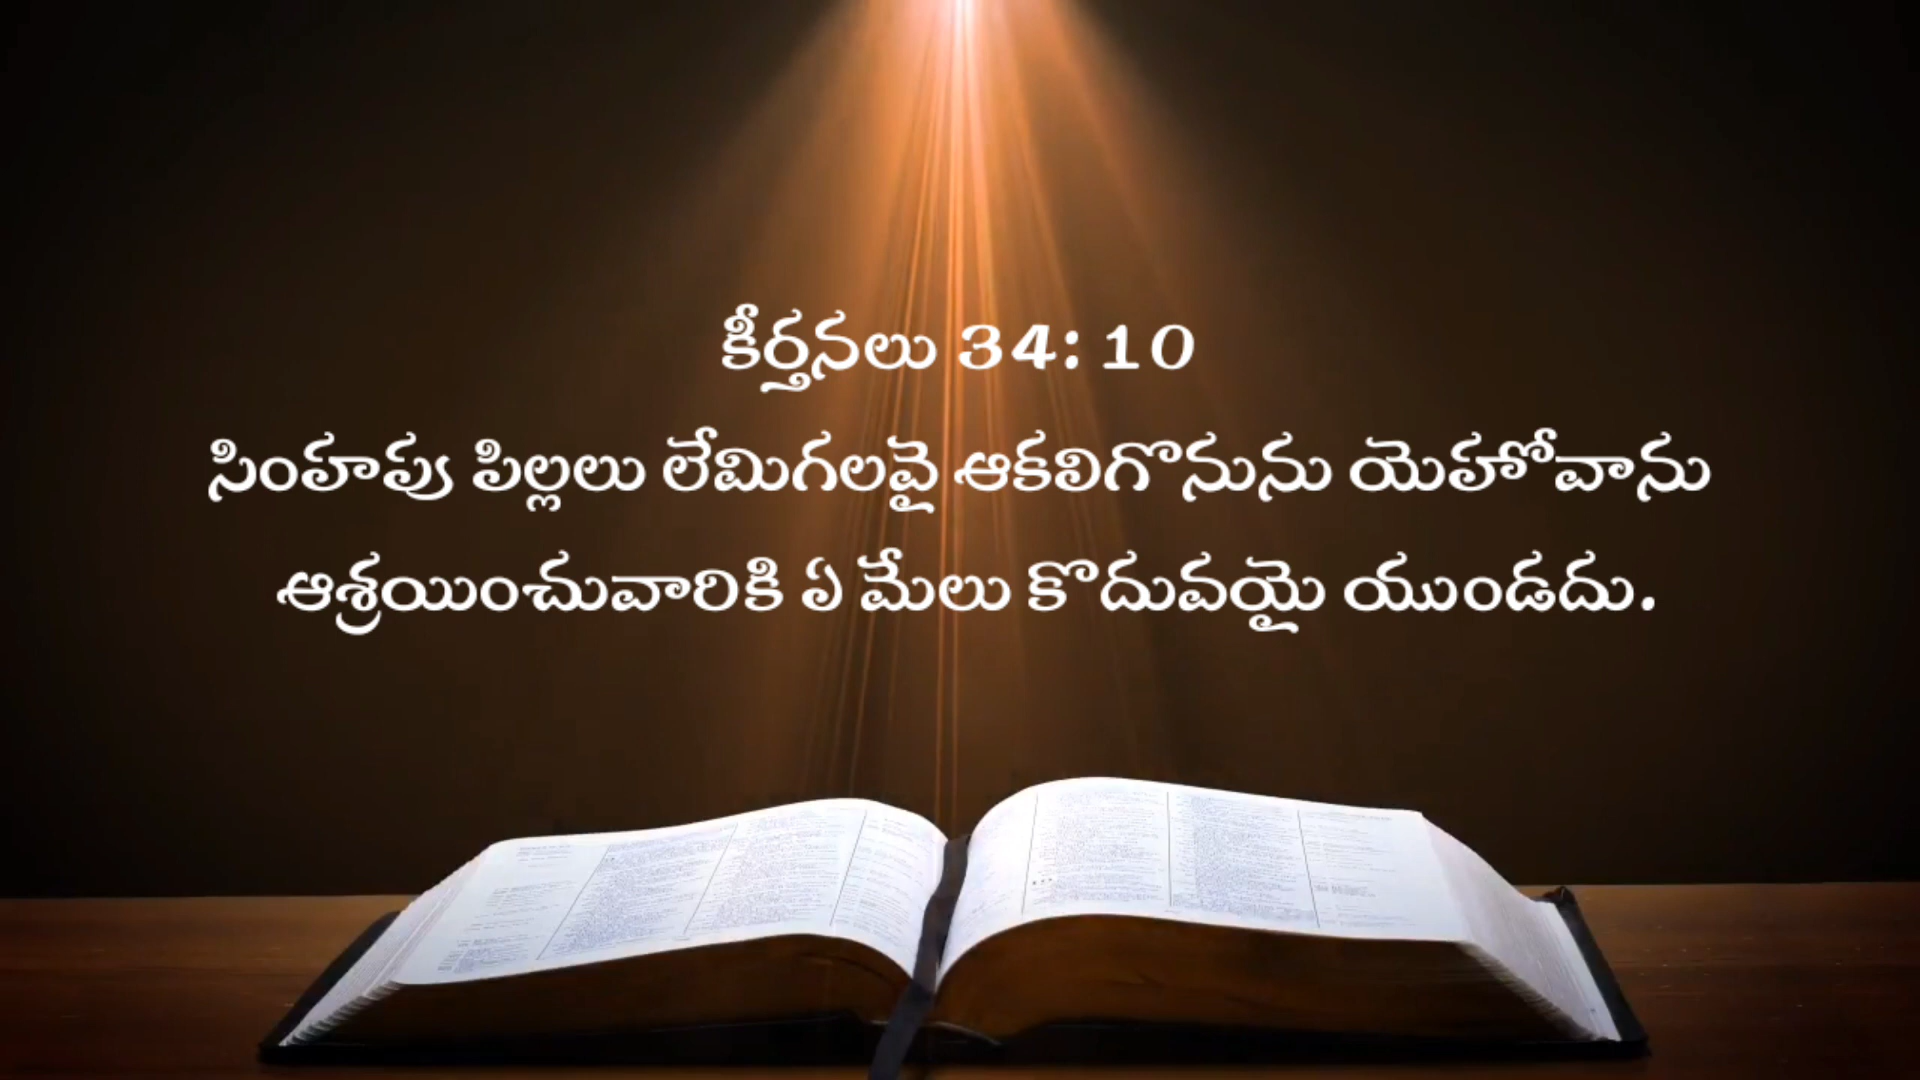 కీర్తనలు 34: 10
సింహపు పిల్లలు లేమిగలవై ఆకలిగొనును యెహోవాను
ఆశ్రయించువారికి ఏ మేలు కొదువయై యుండదు.